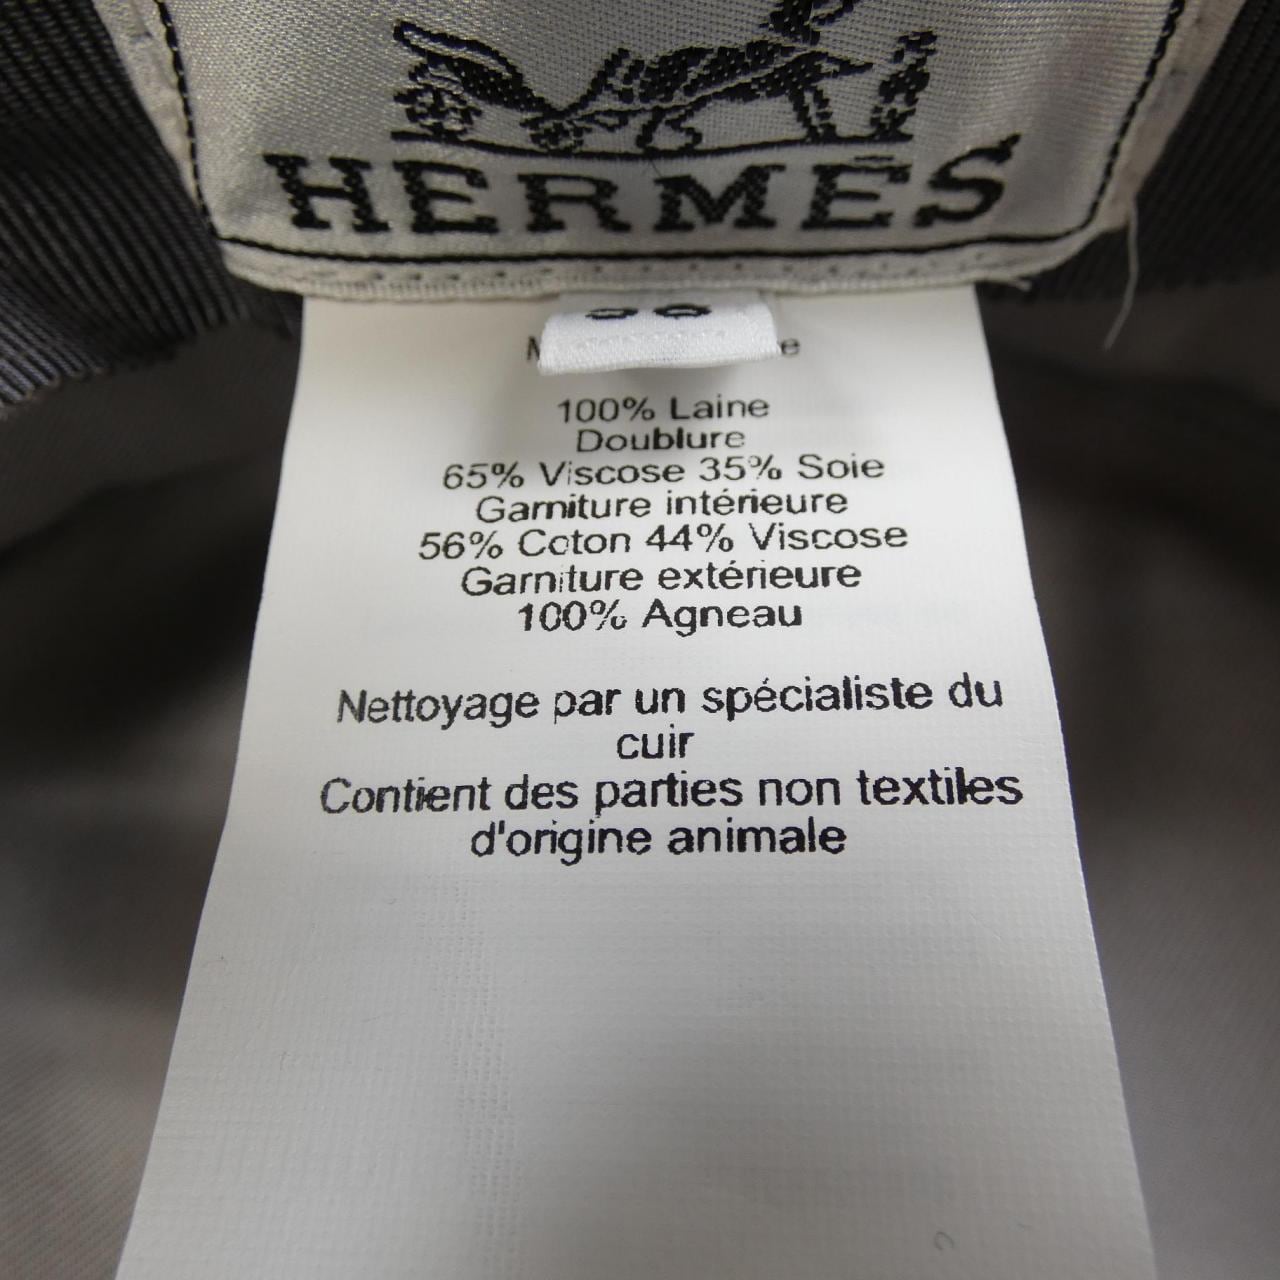 HERMÈS
100% Laine
Doublure
65% Viscose 35% Soie
Garniture intérieure
56% Coton 44% Viscose
Garniture extérieure
100% Agneau
Nettoyage par un spécialiste du
cuir
Contient des parties non textiles
d'origine animale